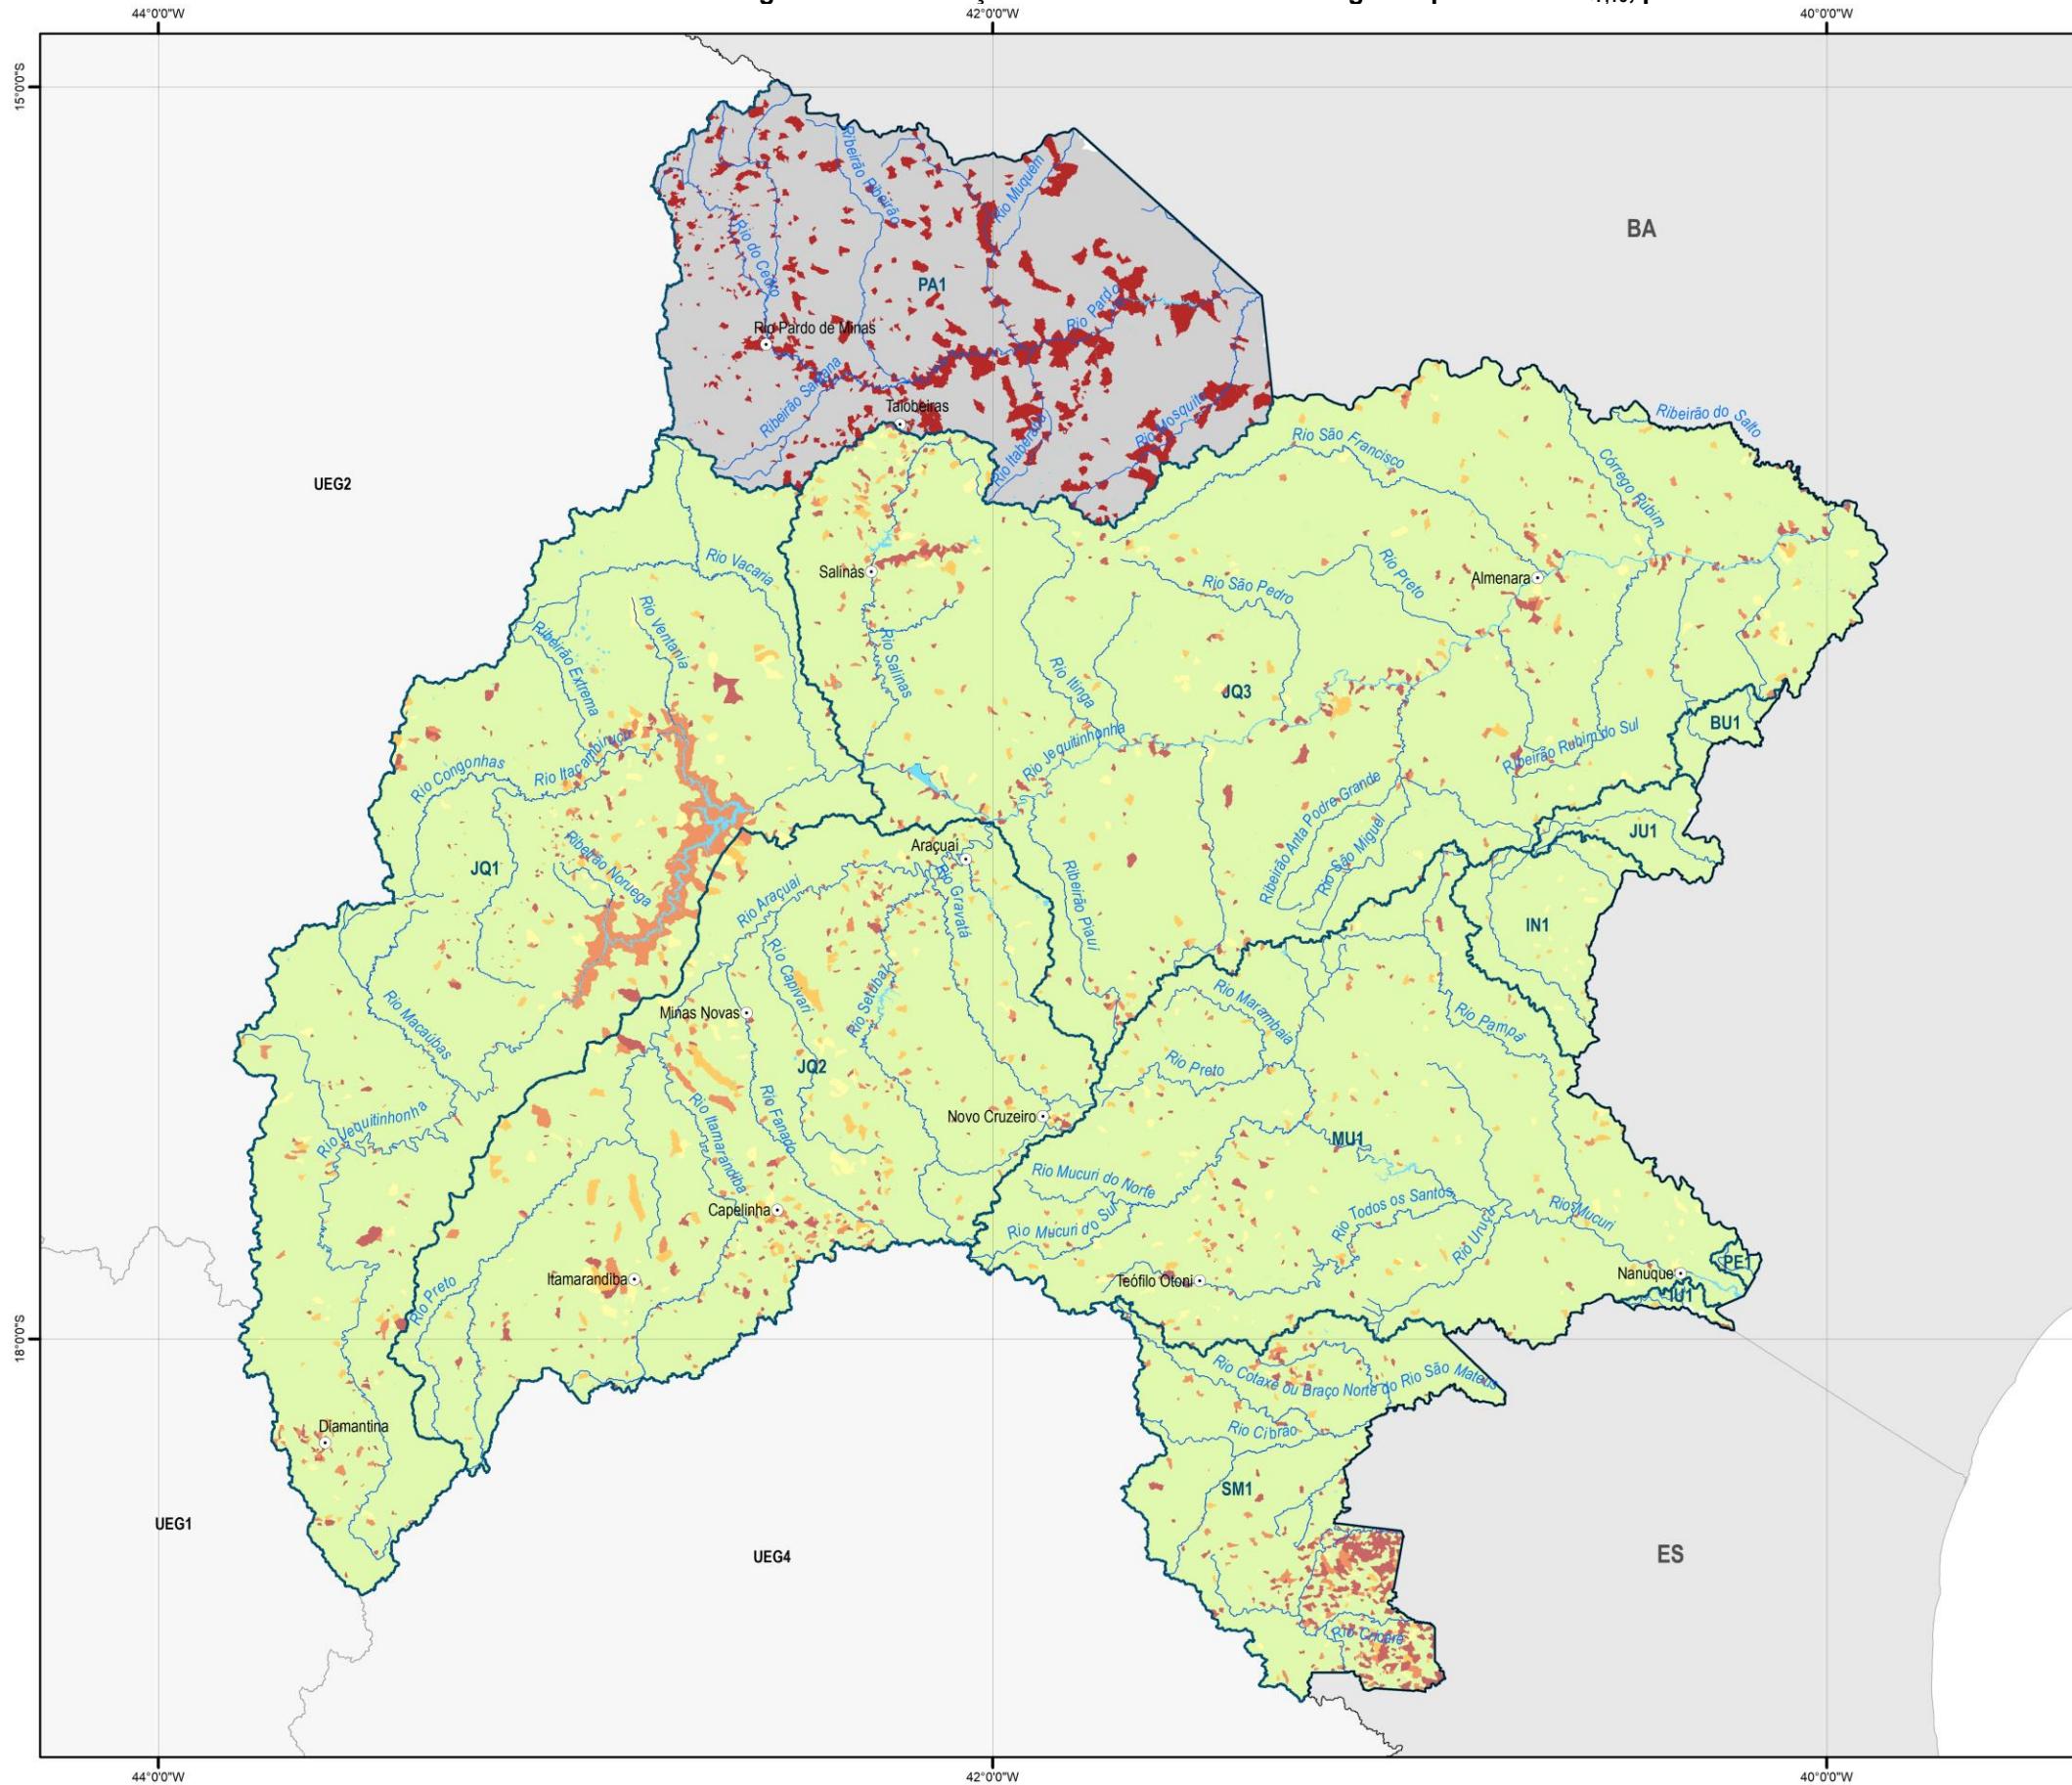 44°0'0"W
42°0'0"W
40°0'0"W
15°0'0"S
BA
Ribeirão Ribeirão
Rio Muquém
Rio do Cedro
PA1
Rio Pardo
Rio Pardo de Minas
Ribeirão Santana
Taiobeiras
Rio Mosquito
Rio Itaberaba
Ribeirão do Salto
Rio São Francisco
Córrego Rubim
UEG2
Rio Vacaria
Salinas
Rio São Pedro
Rio Preto
Almenara
Rio Ventania
Ribeirão Extrema
Rio Salinas
Rio Itinga
JQ3
BU1
Rio Jequitinhonha
Ribeirão Rubim do Sul
Rio Itacambiruçu
Rio Congonhas
Ribeirão Anta Podre Grande
Rio São Miguel
JU1
Araçuaí
JQ1
Ribeirão Noruega
Rio Araçuaí
Rio Gravatá
Ribeirão Piauí
IN1
Rio Capivari
Rio Setúbal
Minas Novas
Rio Macaúbas
Rio Marambaia
Rio Pampã
Rio Preto
JQ2
Rio Itamarandiba
Rio Fanado
Novo Cruzeiro
Rio Jequitinhonha
MU1
Rio Mucuri do Norte
Rio Todos os Santos
Rio Mucuri
Capelinha
Rio Mucuri do Sul
Rio Uruçu
PE1
Itamarandiba
Teófilo Otoni
Nanuque
IU1
Rio Preto
18°0'0"S
Rio Cotaxe ou Braço Norte do Rio São Mateus
Diamantina
Rio Cibrão
SM1
UEG1
UEG4
ES
Rio Cricaré
44°0'0"W
42°0'0"W
40°0'0"W